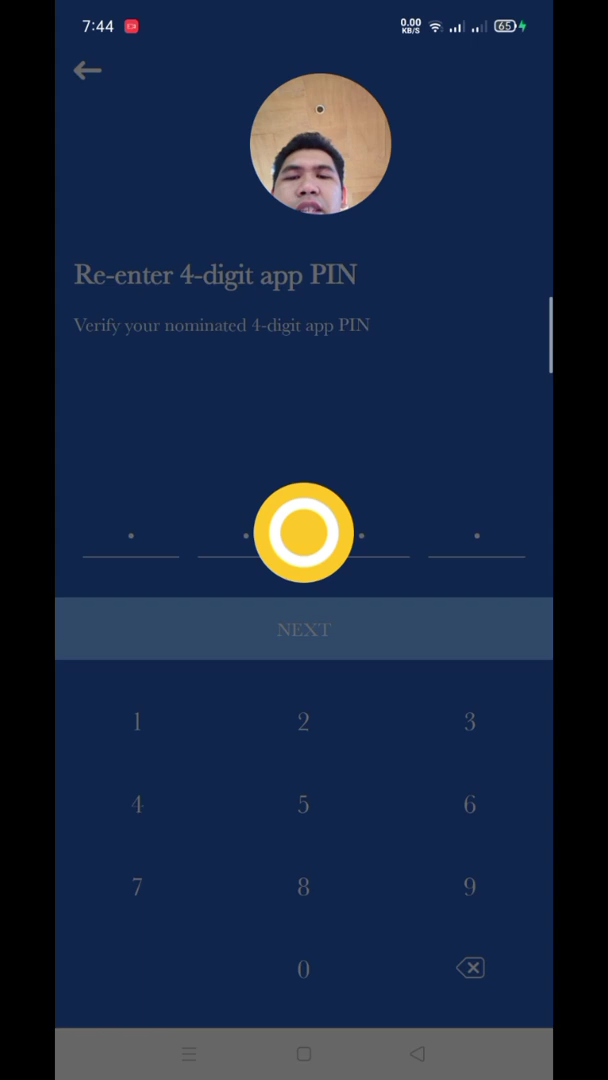 7:44
0.00
KB/S
65
Re-enter 4-digit app PIN
Verify your nominated 4-digit app PIN
NEXT
1 2 3
4 5 6
7 8 9
0